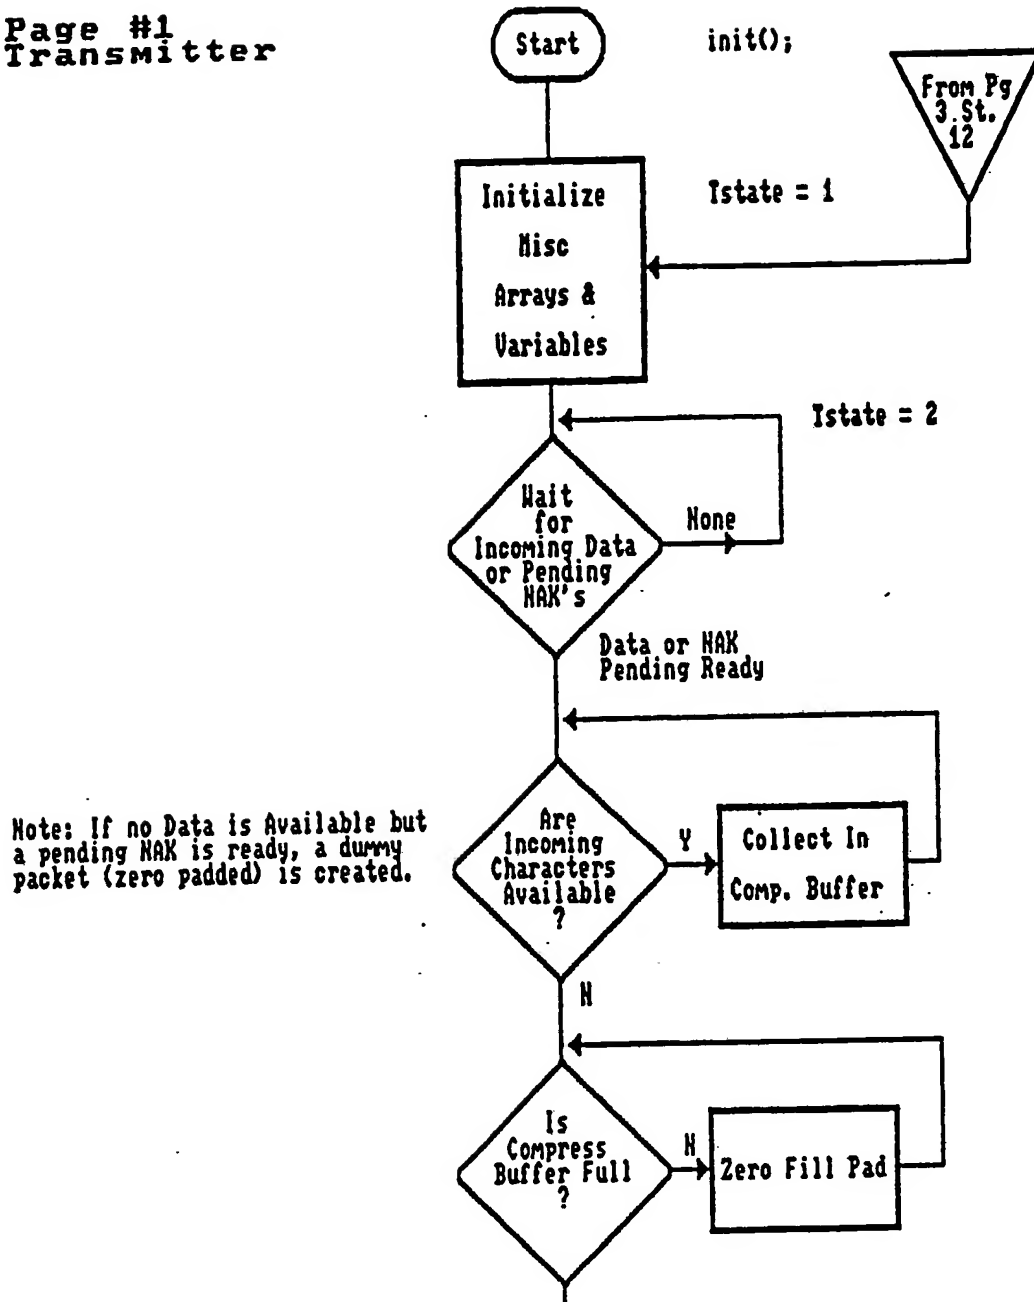 Page #1
Transmitter
Start
init();
From Pg
3.St.
12
Initialize
Misc
Arrays &
Variables
Tstate = 1
Tstate = 2
Wait
for
Incoming Data
or Pending
NAK's
None
Data or NAK
Pending Ready
Note: If no Data is Available but
a pending NAK is ready, a dummy
packet (zero padded) is created.
Are
Incoming
Characters
Available
?
Y
Collect In
Comp. Buffer
N
Is
Compress
Buffer Full
?
N
Zero Fill Pad